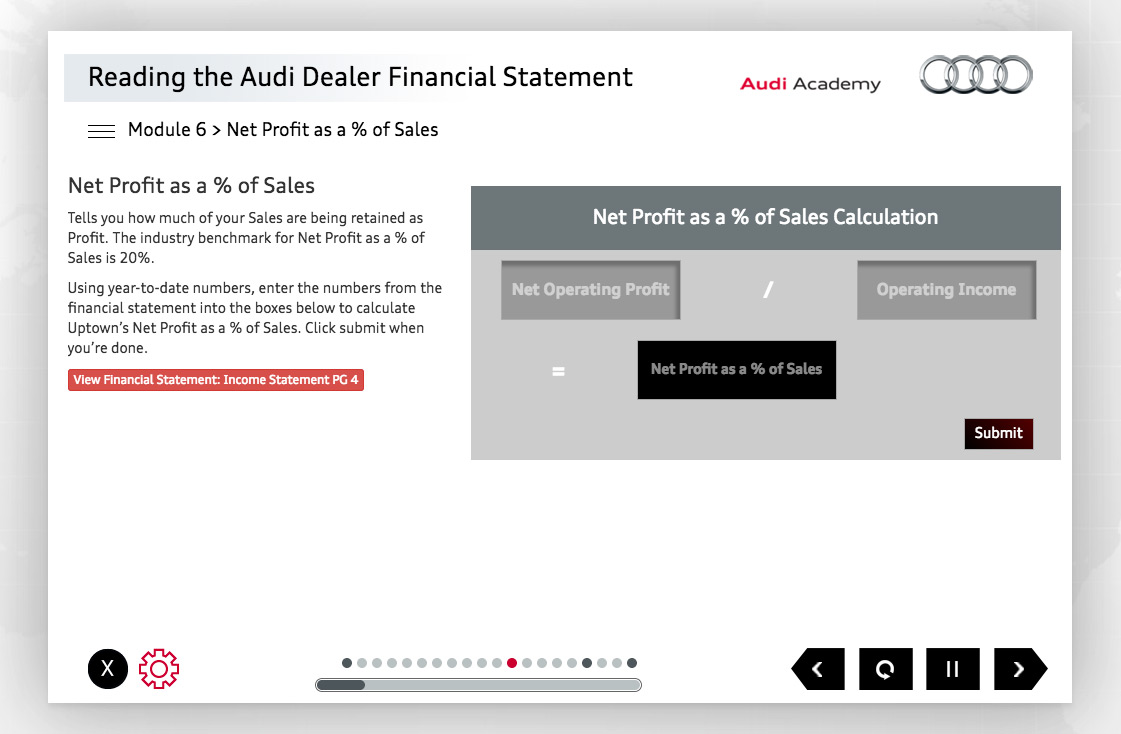 Reading the Audi Dealer Financial Statement
Audi Academy
Module 6 > Net Profit as a % of Sales
Net Profit as a % of Sales
Tells you how much of your Sales are being retained as
Profit. The industry benchmark for Net Profit as a % of
Sales is 20%.
Using year-to-date numbers, enter the numbers from the
financial statement into the boxes below to calculate
Uptown's Net Profit as a % of Sales. Click submit when
you're done.
View Financial Statement: Income Statement PG 4
Net Profit as a % of Sales Calculation
Net Operating Profit / Operating Income
= Net Profit as a % of Sales
Submit
X